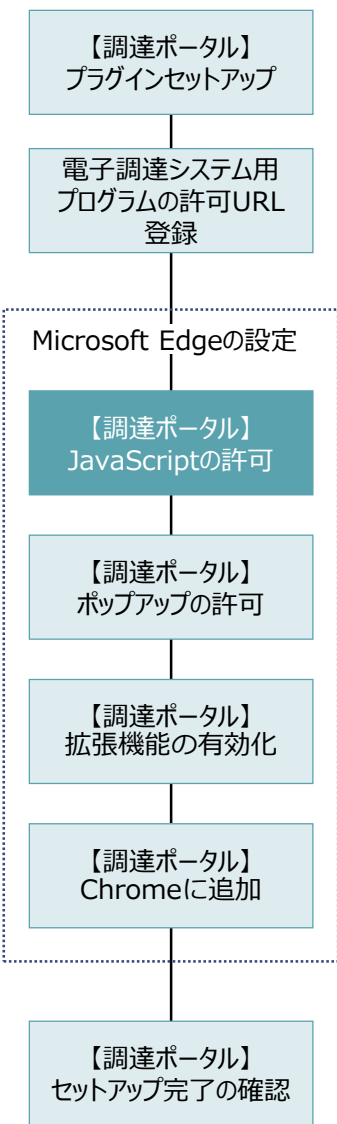 【調達ポータル】
プラグインセットアップ
電子調達システム用
プログラムの許可URL
登録
Microsoft Edgeの設定
【調達ポータル】
JavaScriptの許可
【調達ポータル】
ポップアップの許可
【調達ポータル】
拡張機能の有効化
【調達ポータル】
Chromeに追加
【調達ポータル】
セットアップ完了の確認